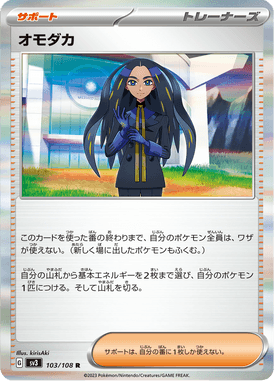 サポート
トレーナーズ
オモダカ
このカードを使った番の終わりまで、自分のポケモン全員は、ワザが使えない。(新しく場に出したポケモンもふくむ。)
自分の山札から基本エネルギーを2枚まで選び、自分のポケモン1匹につける。そして山札を切る。
illus. kirisAki
SV3 103/108 R
サポートは、自分の番に1枚しか使えない。
©2023 Pokémon/Nintendo/Creatures/GAME FREAK.